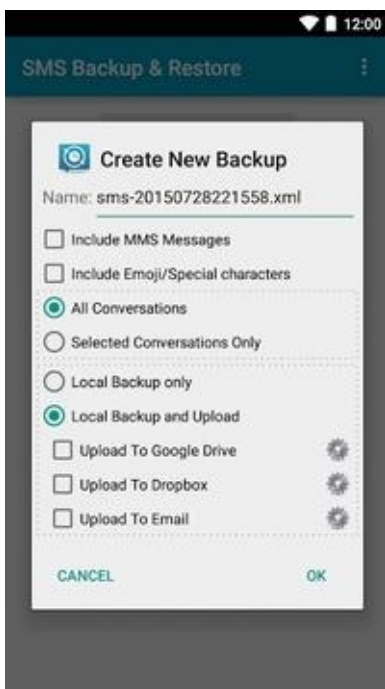 12:00
SMS Backup & Restore
Create New Backup
Name: sms-20150728221558.xml
Include MMS Messages
Include Emoji/Special characters
All Conversations
Selected Conversations Only
Local Backup only
Local Backup and Upload
Upload To Google Drive
Upload To Dropbox
Upload To Email
CANCEL OK